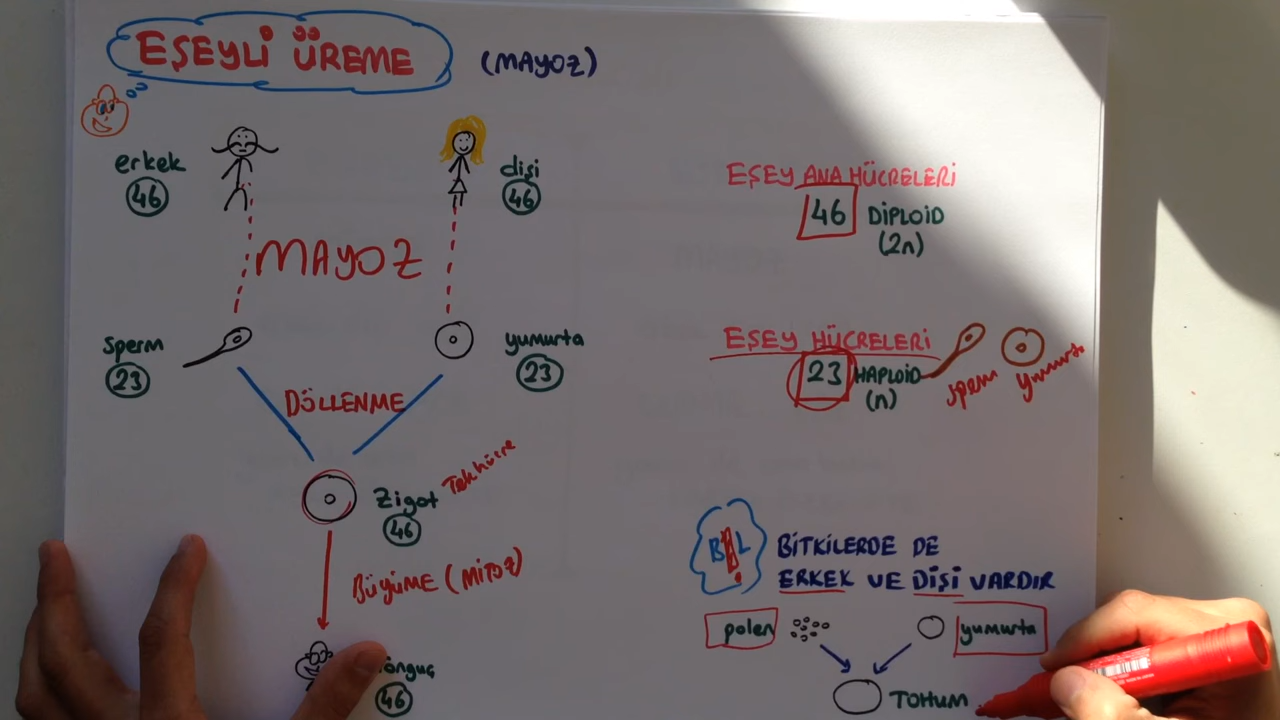 EŞEYLİ ÜREME (MAYOZ)
erkek
46
dişi
46
MAYOZ
sperm
23
yumurta
23
DÖLLENME
Zigot Tek hücre
46
BÜYÜME (MİTOZ)
46
EŞEY ANA HÜCRELERİ
46 DİPLOİD
(2n)
EŞEY HÜCRELERİ
23 HAPLOİD
(n)
sperm yumurta
BİL BİTKİLERDE DE
ERKEK VE DİŞİ VARDIR
polen yumurta
TOHUM